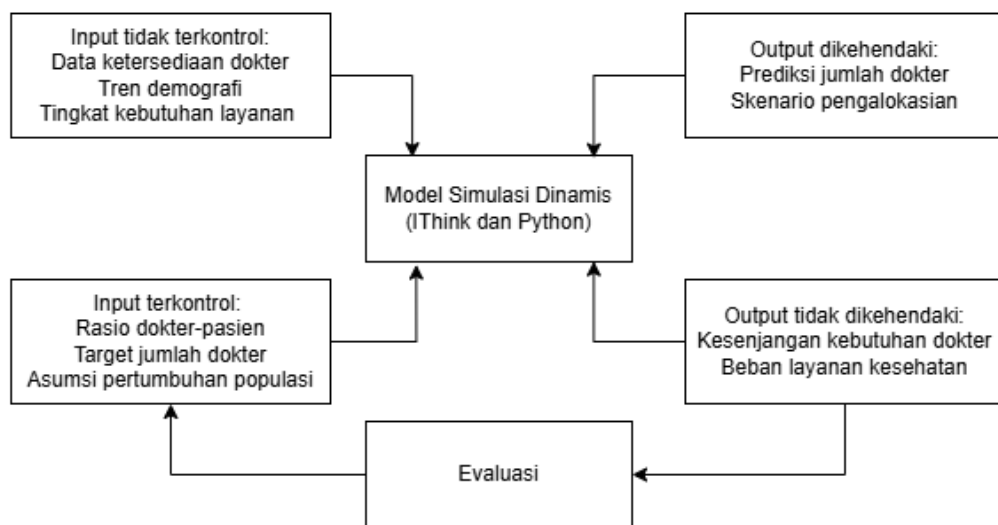 Input tidak terkontrol:
Data ketersediaan dokter
Tren demografi
Tingkat kebutuhan layanan
Output dikehendaki:
Prediksi jumlah dokter
Skenario pengalokasian
Model Simulasi Dinamis
(IThink dan Python)
Input terkontrol:
Rasio dokter-pasien
Target jumlah dokter
Asumsi pertumbuhan populasi
Output tidak dikehendaki:
Kesenjangan kebutuhan dokter
Beban layanan kesehatan
Evaluasi